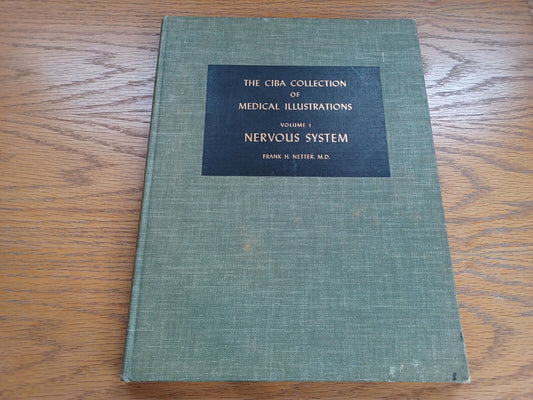 THE CIBA COLLECTION
OF
MEDICAL ILLUSTRATIONS
VOLUME 1
NERVOUS SYSTEM
FRANK H. NETTER, M.D.